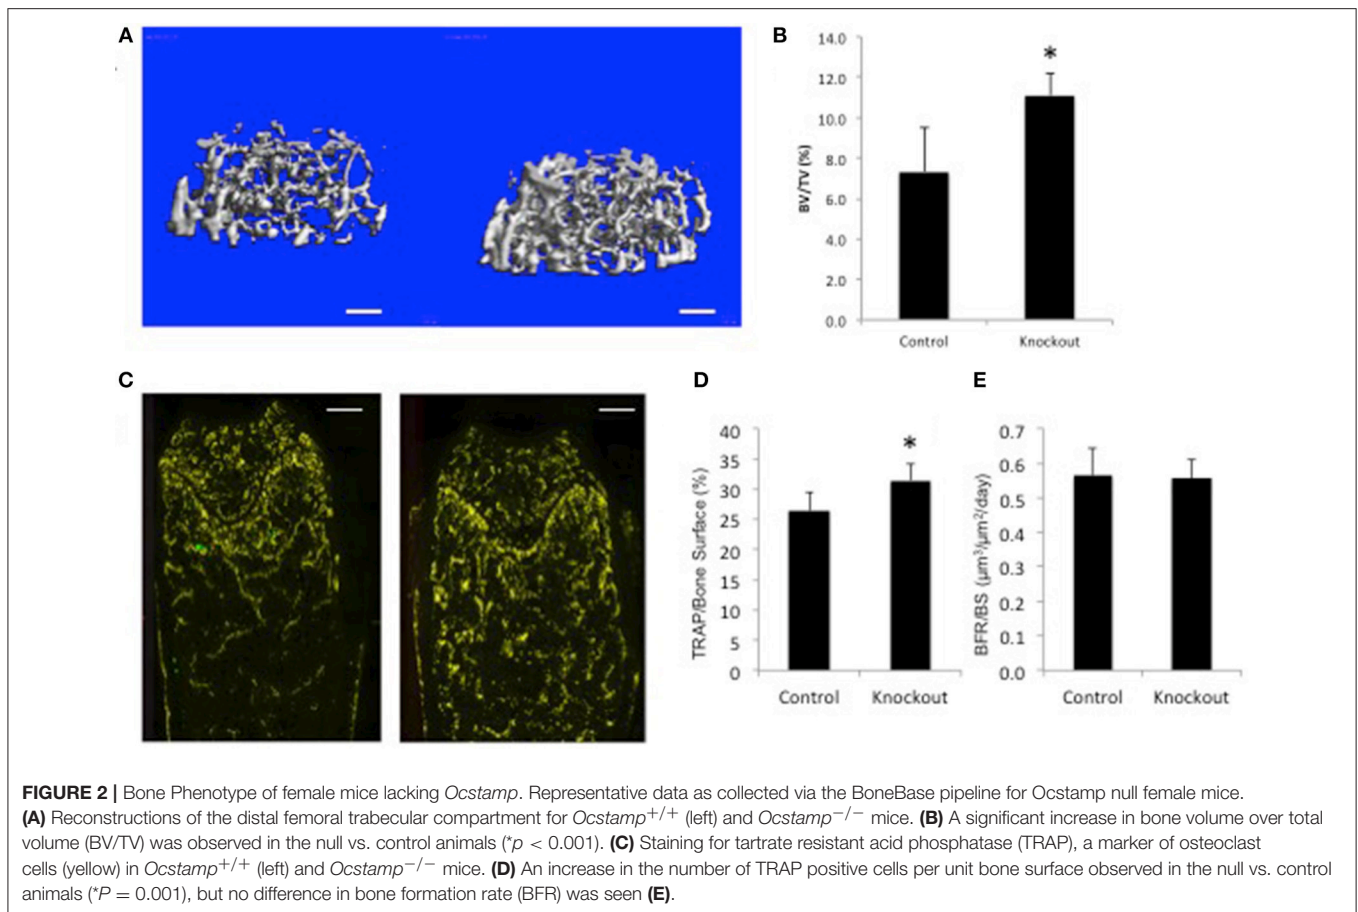 A
B
14.0
12.0
10.0
8.0
6.0
4.0
2.0
0.0
BV/TV (%)
*
Control
Knockout
C
D
40
35
30
25
20
15
10
5
0
TRAP/Bone Surface (%)
*
Control
Knockout
E
0.7
0.6
0.5
0.4
0.3
0.2
0.1
0.0
BFR/BS (µm³/µm²/day)
Control
Knockout
FIGURE 2 | Bone Phenotype of female mice lacking Ocstamp. Representative data as collected via the BoneBase pipeline for Ocstamp null female mice.
(A) Reconstructions of the distal femoral trabecular compartment for Ocstamp⁺/⁺ (left) and Ocstamp⁻/⁻ mice. (B) A significant increase in bone volume over total
volume (BV/TV) was observed in the null vs. control animals (*p < 0.001). (C) Staining for tartrate resistant acid phosphatase (TRAP), a marker of osteoclast
cells (yellow) in Ocstamp⁺/⁺ (left) and Ocstamp⁻/⁻ mice. (D) An increase in the number of TRAP positive cells per unit bone surface observed in the null vs. control
animals (*P = 0.001), but no difference in bone formation rate (BFR) was seen (E).